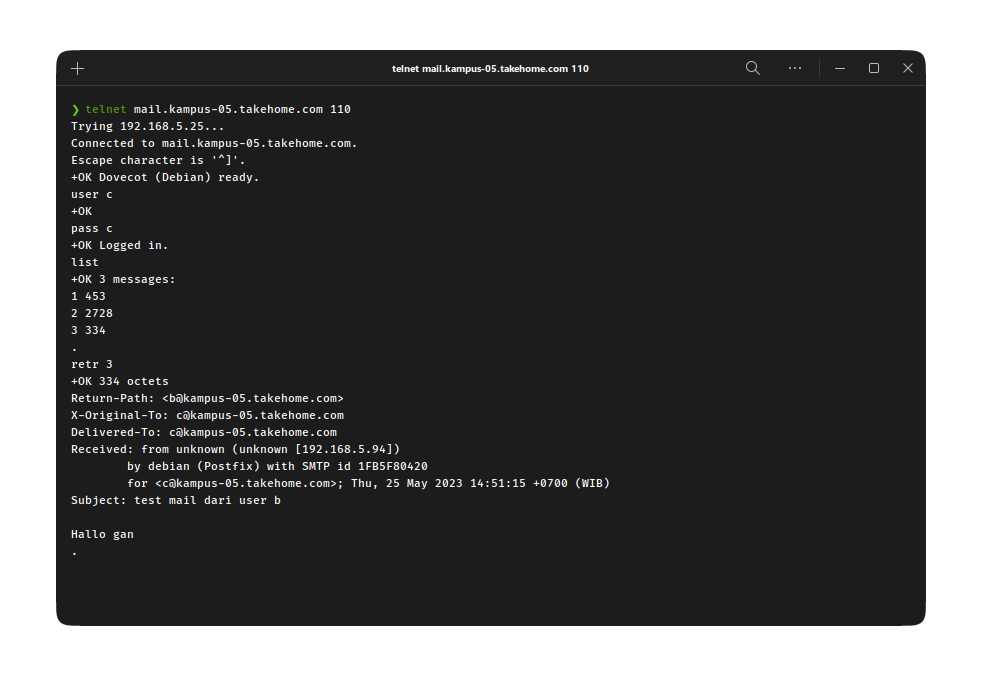 telnet mail.kampus-05.takehome.com 110
❯ telnet mail.kampus-05.takehome.com 110
Trying 192.168.5.25...
Connected to mail.kampus-05.takehome.com.
Escape character is '^]'.
+OK Dovecot (Debian) ready.
user c
+OK
pass c
+OK Logged in.
list
+OK 3 messages:
1 453
2 2728
3 334
.
retr 3
+OK 334 octets
Return-Path: <b@kampus-05.takehome.com>
X-Original-To: c@kampus-05.takehome.com
Delivered-To: c@kampus-05.takehome.com
Received: from unknown (unknown [192.168.5.94])
        by debian (Postfix) with SMTP id 1FB5F80420
        for <c@kampus-05.takehome.com>; Thu, 25 May 2023 14:51:15 +0700 (WIB)
Subject: test mail dari user b

Hallo gan
.